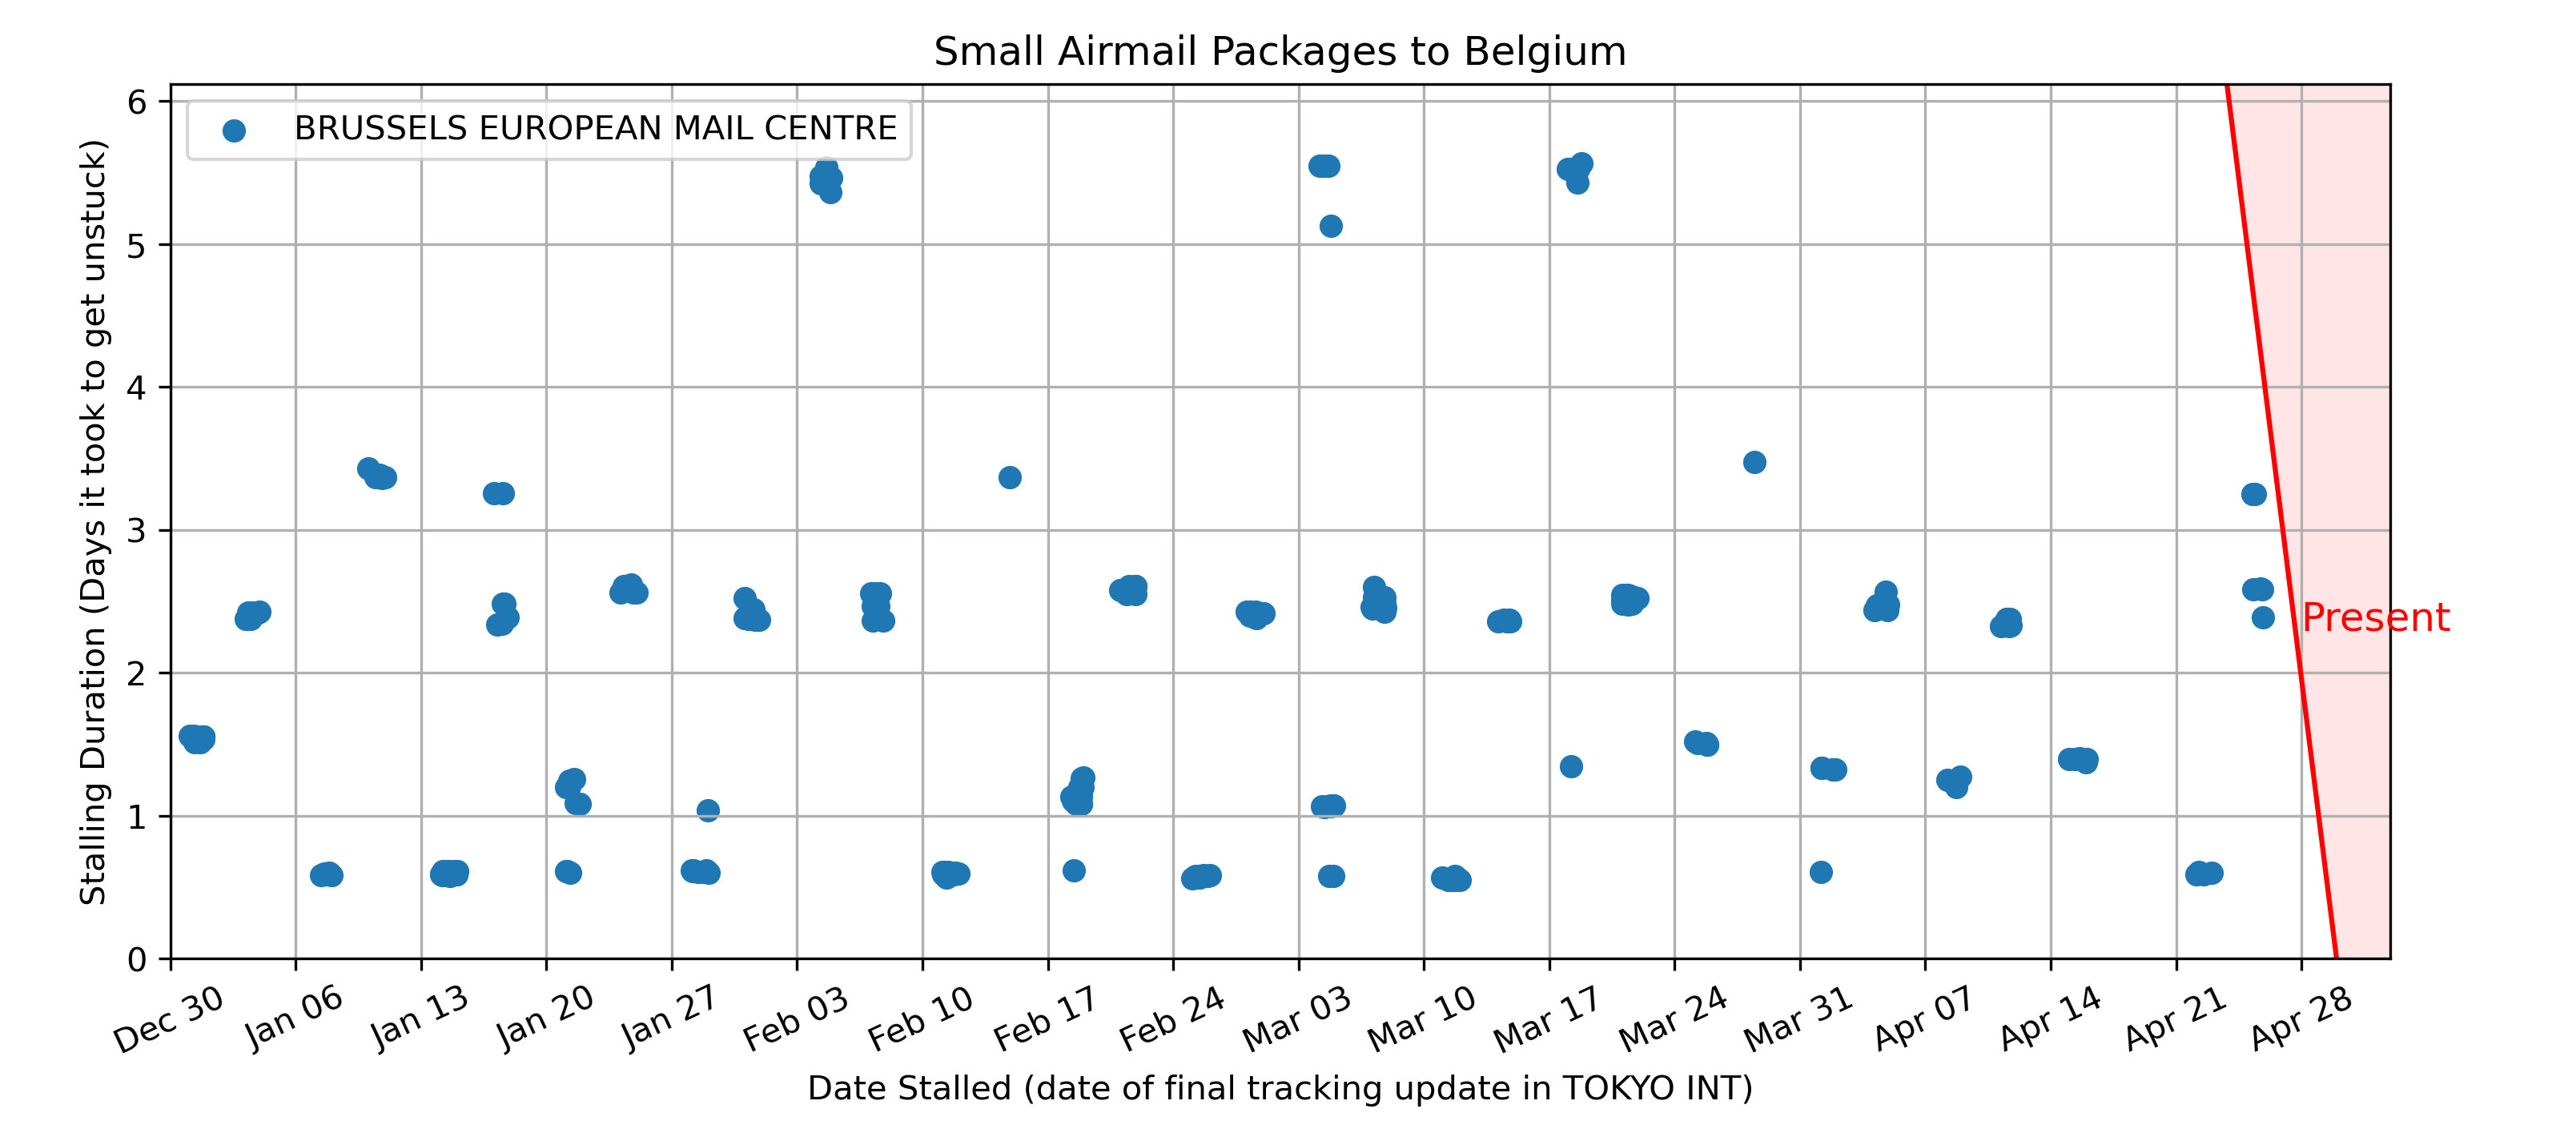 Small Airmail Packages to Belgium
BRUSSELS EUROPEAN MAIL CENTRE
Stalling Duration (Days it took to get unstuck)
6
5
4
3
2
1
0
Present
Dec 30
Jan 06
Jan 13
Jan 20
Jan 27
Feb 03
Feb 10
Feb 17
Feb 24
Mar 03
Mar 10
Mar 17
Mar 24
Mar 31
Apr 07
Apr 14
Apr 21
Apr 28
Date Stalled (date of final tracking update in TOKYO INT)